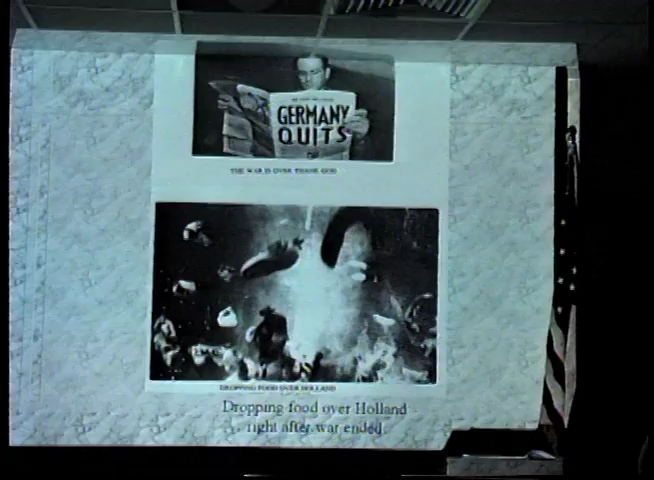 GERMANY
QUITS
THE WAR IS OVER THANK GOD
DROPPING FOOD OVER HOLLAND
Dropping food over Holland
right after war ended.